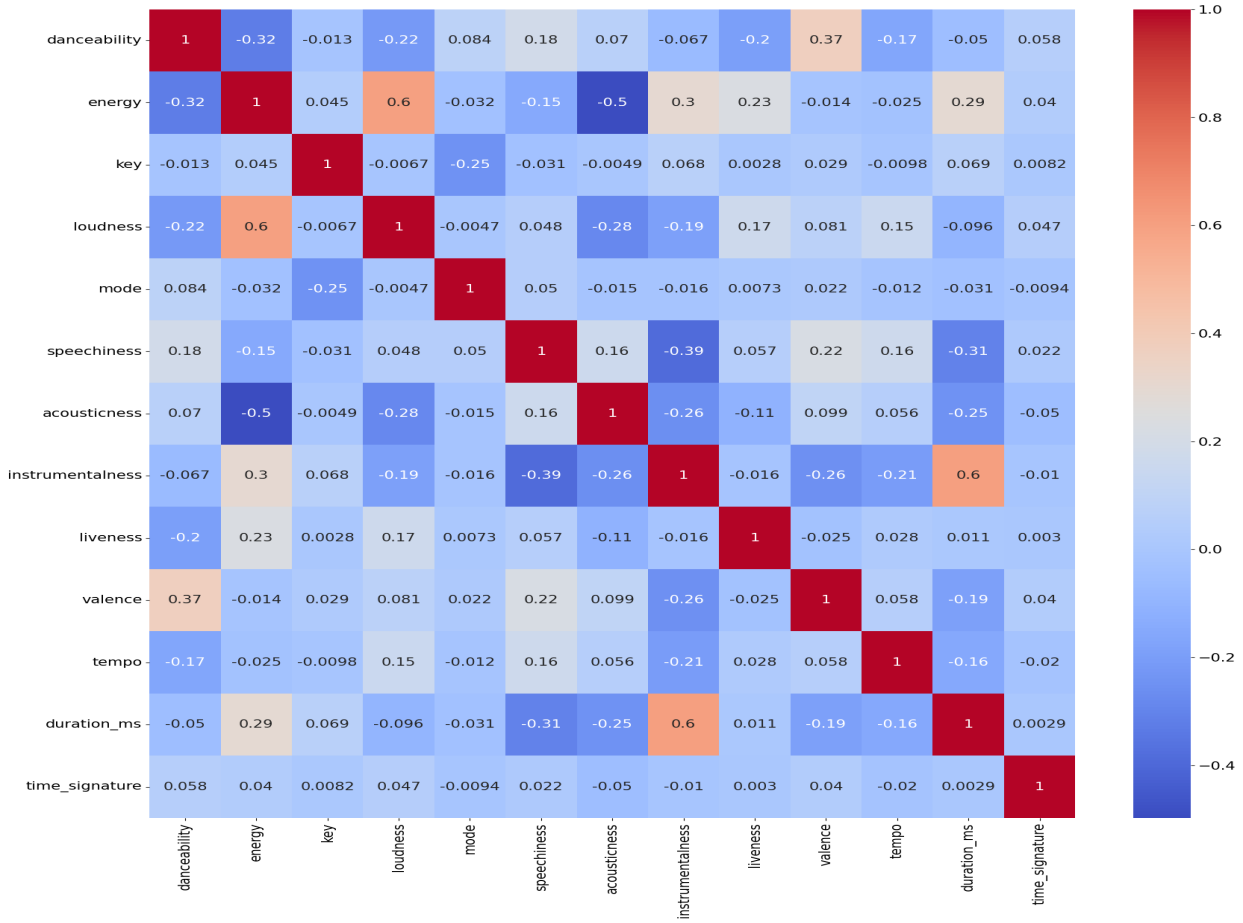 danceability 1 -0.32 -0.013 -0.22 0.084 0.18 0.07 -0.067 -0.2 0.37 -0.17 -0.05 0.058
energy -0.32 1 0.045 0.6 -0.032 -0.15 -0.5 0.3 0.23 -0.014 -0.025 0.29 0.04
key -0.013 0.045 1 -0.0067 -0.25 -0.031 -0.0049 0.068 0.0028 0.029 -0.0098 0.069 0.0082
loudness -0.22 0.6 -0.0067 1 -0.0047 0.048 -0.28 -0.19 0.17 0.081 0.15 -0.096 0.047
mode 0.084 -0.032 -0.25 -0.0047 1 0.05 -0.015 -0.016 0.0073 0.022 -0.012 -0.031 -0.0094
speechiness 0.18 -0.15 -0.031 0.048 0.05 1 0.16 -0.39 0.057 0.22 0.16 -0.31 0.022
acousticness 0.07 -0.5 -0.0049 -0.28 -0.015 0.16 1 -0.26 -0.11 0.099 0.056 -0.25 -0.05
instrumentalness -0.067 0.3 0.068 -0.19 -0.016 -0.39 -0.26 1 -0.016 -0.26 -0.21 0.6 -0.01
liveness -0.2 0.23 0.0028 0.17 0.0073 0.057 -0.11 -0.016 1 -0.025 0.028 0.011 0.003
valence 0.37 -0.014 0.029 0.081 0.022 0.22 0.099 -0.26 -0.025 1 0.058 -0.19 0.04
tempo -0.17 -0.025 -0.0098 0.15 -0.012 0.16 0.056 -0.21 0.028 0.058 1 -0.16 -0.02
duration_ms -0.05 0.29 0.069 -0.096 -0.031 -0.31 -0.25 0.6 0.011 -0.19 -0.16 1 0.0029
time_signature 0.058 0.04 0.0082 0.047 -0.0094 0.022 -0.05 -0.01 0.003 0.04 -0.02 0.0029 1
danceability energy key loudness mode speechiness acousticness instrumentalness liveness valence tempo duration_ms time_signature
1.0
0.8
0.6
0.4
0.2
0.0
−0.2
−0.4